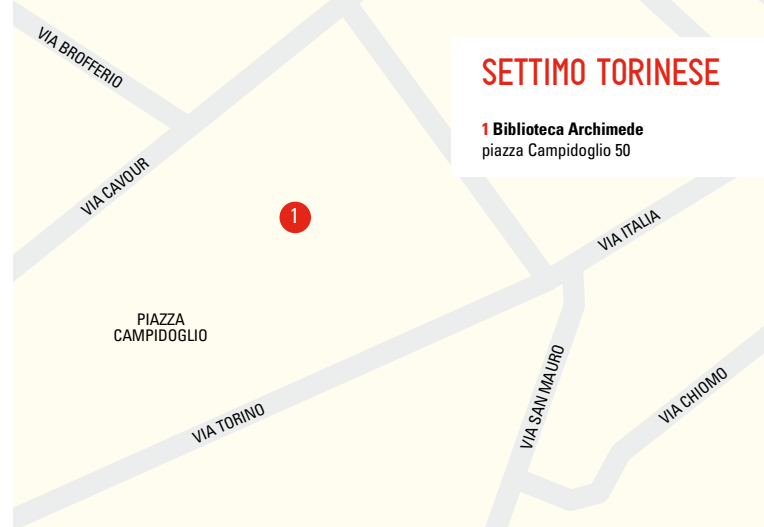 VIA BROFFERIO
SETTIMO TORINESE
1 Biblioteca Archimede
piazza Campidoglio 50
VIA CAVOUR
1
VIA ITALIA
PIAZZA
CAMPIDOGLIO
VIA SAN MAURO
VIA CHIOMO
VIA TORINO